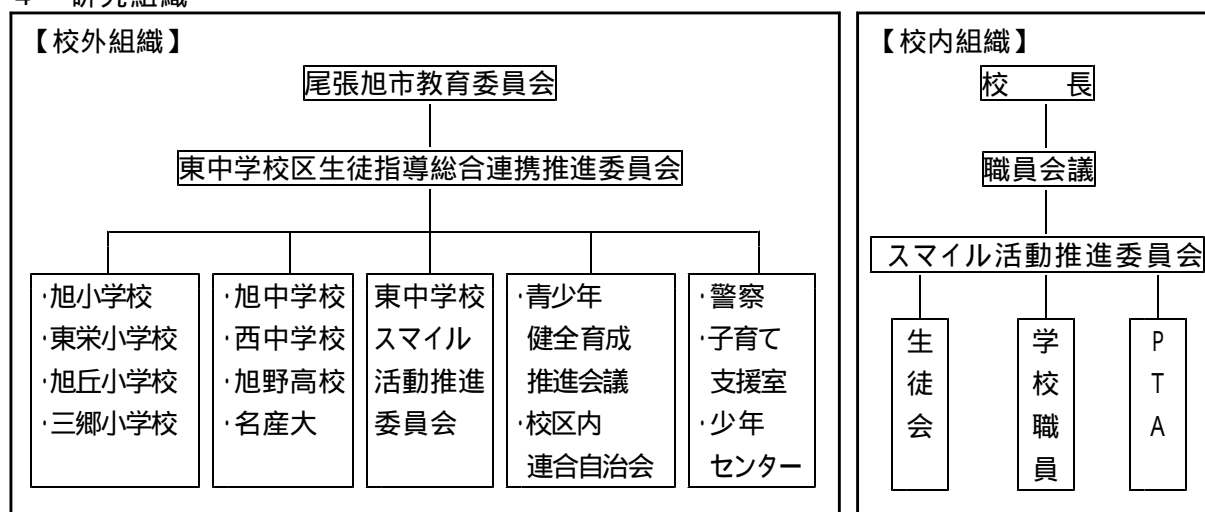 4 研究組織
【校外組織】
尾張旭市教育委員会
東中学校区生徒指導総合連携推進委員会
・旭小学校
・東栄小学校
・旭丘小学校
・三郷小学校
・旭中学校
・西中学校
・旭野高校
・名産大
東中学校
スマイル
活動推進
委員会
・青少年
健全育成
推進会議
・校区内
連合自治会
・警察
・子育て
支援室
・少年
センター
【校内組織】
校　　長
職員会議
スマイル活動推進委員会
生徒会
学校職員
PTA